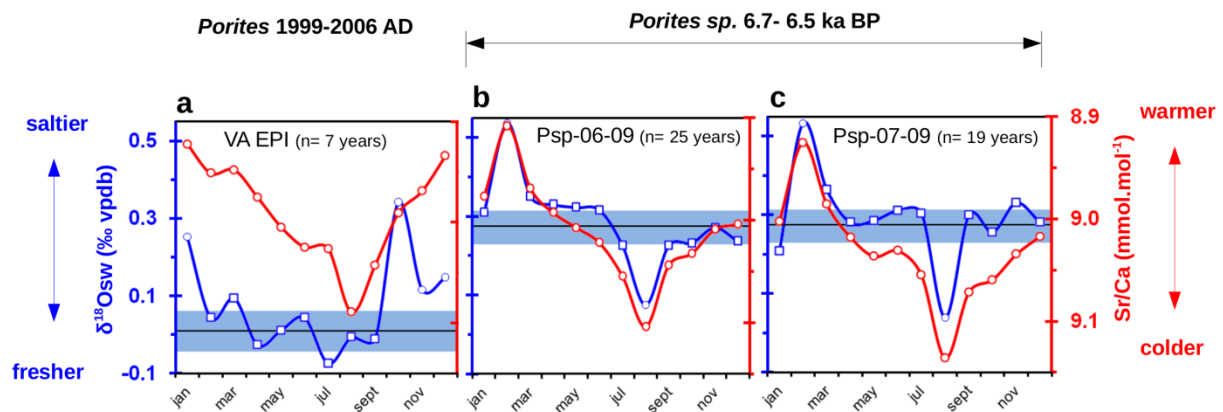 Porites 1999-2006 AD
Porites sp. 6.7- 6.5 ka BP
a
b
c
VA EPI (n= 7 years)
Psp-06-09 (n= 25 years)
Psp-07-09 (n= 19 years)
saltier
fresher
δ¹⁸Osw (‰ vpdb)
0.5
0.3
0.1
-0.1
8.9
9.0
9.1
Sr/Ca (mmol.mol⁻¹)
warmer
colder
jan mar may jul sept nov
jan mar may jul sept nov
jan mar may jul sept nov